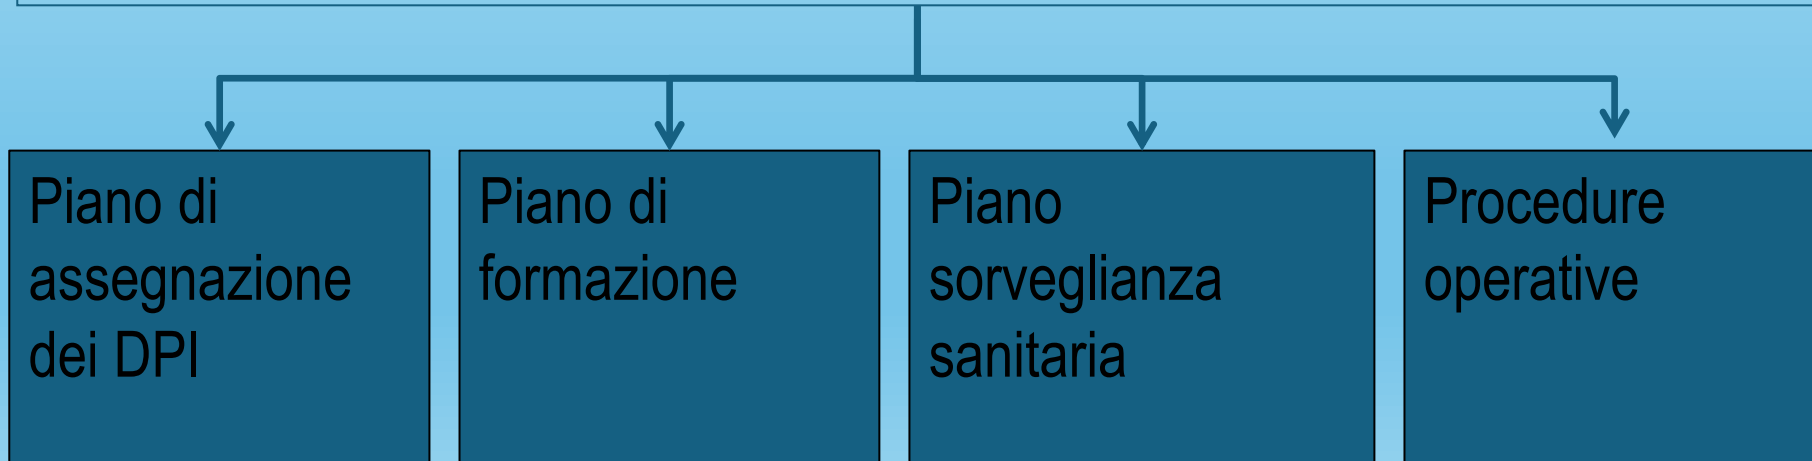 Piano di
assegnazione
dei DPI
Piano di
formazione
Piano
sorveglianza
sanitaria
Procedure
operative